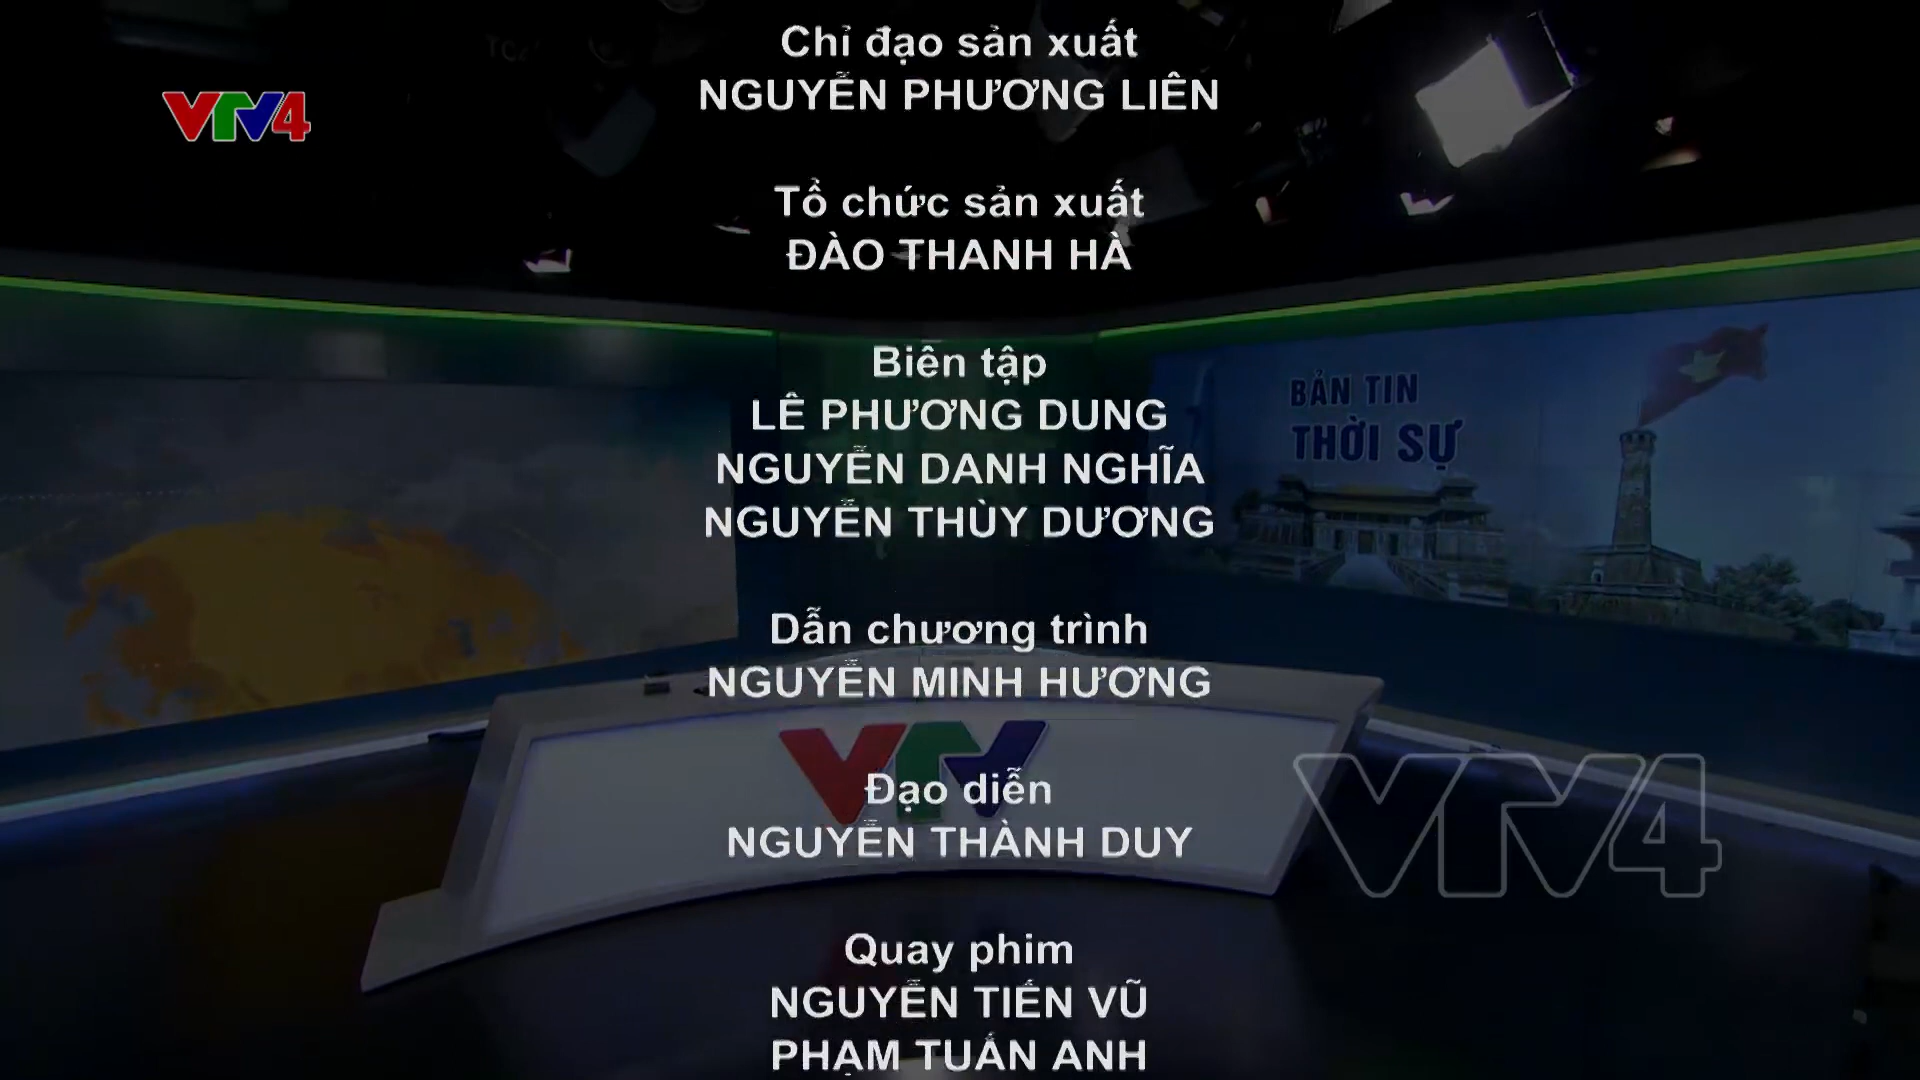 Chỉ đạo sản xuất
NGUYỄN PHƯƠNG LIÊN
VTV4
Tổ chức sản xuất
ĐÀO THANH HÀ
Biên tập
LÊ PHƯƠNG DUNG
NGUYỄN DANH NGHĨA
NGUYỄN THÙY DƯƠNG
BẢN TIN
THỜI SỰ
Dẫn chương trình
NGUYỄN MINH HƯƠNG
VTV
Đạo diễn
NGUYỄN THÀNH DUY
VTV4
Quay phim
NGUYỄN TIẾN VŨ
PHẠM TUẤN ANH